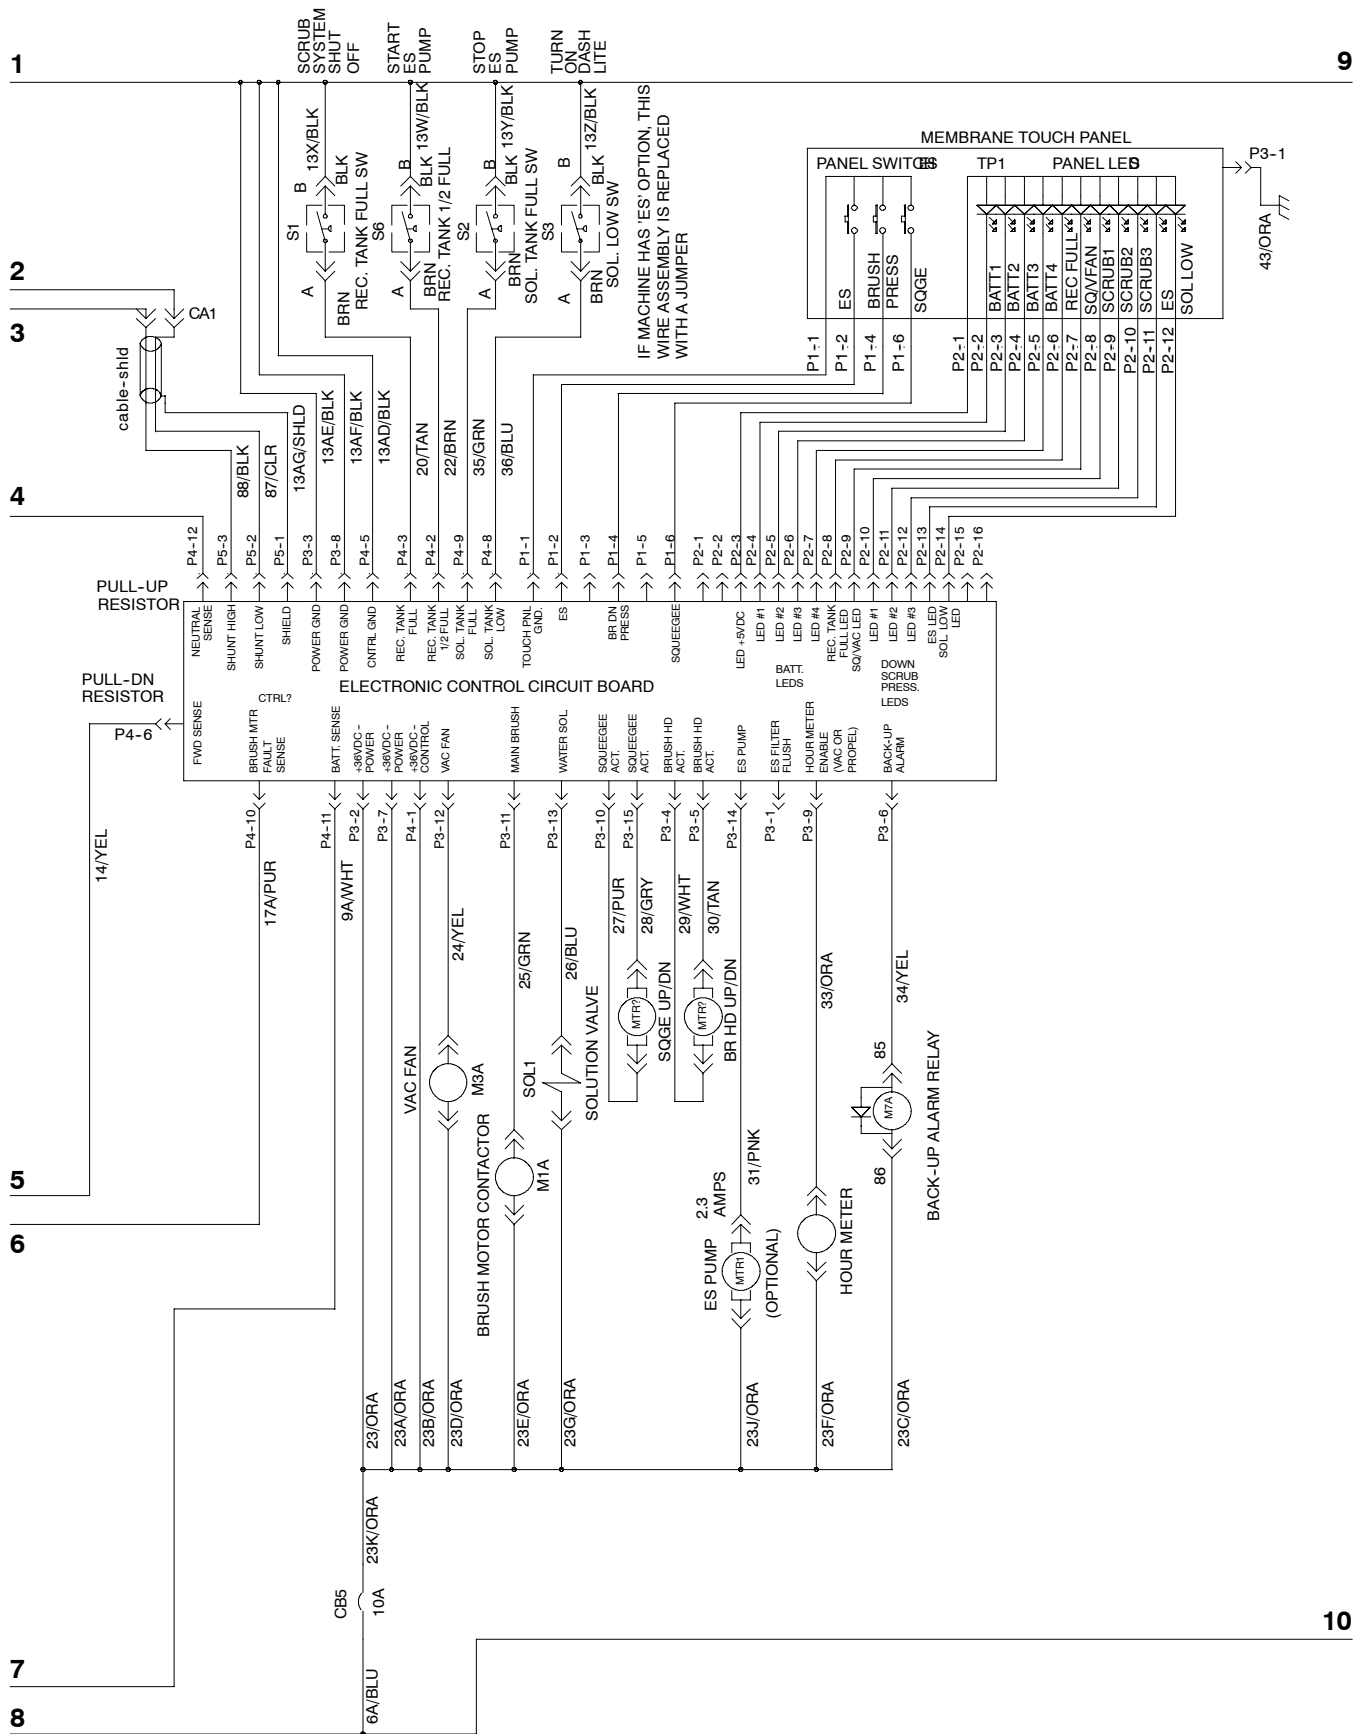 1
9
SCRUB
SYSTEM
SHUT
OFF
START
ES
PUMP
STOP
ES
PUMP
TURN
ON
DASH
LITE
13X/BLK
13W/BLK
13Y/BLK
13Z/BLK
B
BLK
B
BLK
B
BLK
B
BLK
S1
S6
S2
S3
REC. TANK FULL SW
REC. TANK 1/2 FULL
SOL. TANK FULL SW
SOL. LOW SW
A
BRN
A
BRN
A
BRN
A
BRN
IF MACHINE HAS 'ES' OPTION, THIS
WIRE ASSEMBLY IS REPLACED
WITH A JUMPER
MEMBRANE TOUCH PANEL
PANEL SWITCHES
TP1
PANEL LEDS
P3-1
43/ORA
ES
BRUSH
PRESS
SQGE
BATT1
BATT2
BATT3
BATT4
REC FULL
SQ/VAN
SCRUB1
SCRUB2
SCRUB3
ES
SOL LOW
P1-1
P1-2
P1-4
P1-6
P2-1
P2-2
P2-3
P2-4
P2-5
P2-6
P2-7
P2-8
P2-9
P2-10
P2-11
P2-12
2
3
CA1
cable-shld
88/BLK
87/CLR
13AG/SHLD
13AE/BLK
13AF/BLK
13AD/BLK
20/TAN
22/BRN
35/GRN
36/BLU
4
P4-12
P5-3
P5-2
P5-1
P3-3
P3-8
P4-5
P4-3
P4-2
P4-9
P4-8
P1-1
P1-2
P1-3
P1-4
P1-5
P1-6
P2-1
P2-2
P2-3
P2-4
P2-5
P2-6
P2-7
P2-8
P2-9
P2-10
P2-11
P2-12
P2-13
P2-14
P2-15
P2-16
PULL-UP
RESISTOR
NEUTRAL
SENSE
SHUNT HIGH
SHUNT LOW
SHIELD
POWER GND
POWER GND
CNTRL GND
REC. TANK
FULL
REC. TANK
1/2 FULL
SOL. TANK
FULL
SOL. TANK
LOW
TOUCH PNL
GND.
ES
BR DN
PRESS
SQUEEGEE
LED +5VDC
LED #1
LED #2
LED #3
LED #4
REC. TANK
FULL LED
SQ/VAC LED
LED #1
LED #2
LED #3
ES LED
SOL. LOW
LED
BATT.
LEDS
DOWN
SCRUB
PRESS.
LEDS
PULL-DN
RESISTOR
CTRL?
ELECTRONIC CONTROL CIRCUIT BOARD
P4-6
FWD SENSE
BRUSH MTR
FAULT
SENSE
BATT. SENSE
+36VDC -
POWER
+36VDC -
POWER
+36VDC -
CONTROL
VAC FAN
MAIN BRUSH
WATER SOL
SQUEEGEE
ACT.
SQUEEGEE
ACT.
BRUSH HD
ACT.
BRUSH HD
ACT.
ES PUMP
ES FILTER
FLUSH
HOUR METER
ENABLE
(VAC OR
PROPEL)
BACK-UP
ALARM
P4-10
P4-11
P3-2
P3-7
P4-1
P3-12
P3-11
P3-13
P3-10
P3-15
P3-4
P3-5
P3-14
P3-1
P3-9
P3-6
14/YEL
17A/PUR
9A/WHT
24/YEL
25/GRN
26/BLU
27/PUR
28/GRY
29/WHT
30/TAN
33/ORA
34/YEL
MTR?
SQGE UP/DN
MTR?
BR HD UP/DN
VAC FAN
M3A
SOL1
SOLUTION VALVE
BRUSH MOTOR CONTACTOR
M1A
85
M7A
86
BACK-UP ALARM RELAY
31/PNK
2.3
AMPS
ES PUMP
MTR1
(OPTIONAL)
HOUR METER
5
6
23/ORA
23A/ORA
23B/ORA
23D/ORA
23E/ORA
23G/ORA
23J/ORA
23F/ORA
23C/ORA
23K/ORA
CB5
10A
10
7
6A/BLU
8